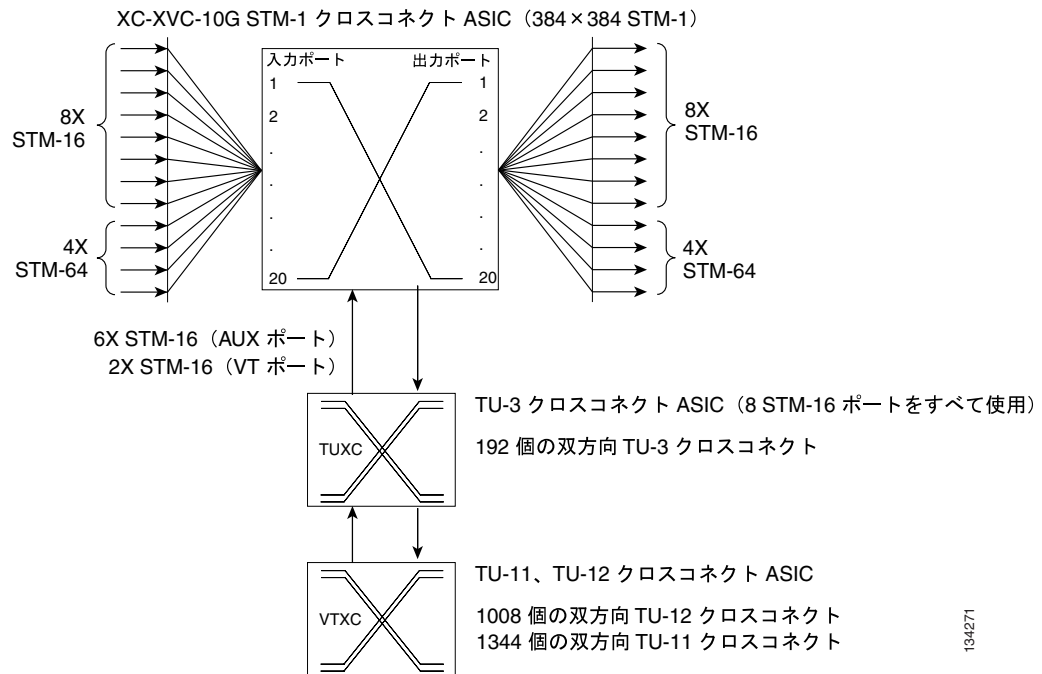 XC-XVC-10G STM-1 クロスコネクト ASIC（384×384 STM-1）
入力ポート
出力ポート
1
1
2
2
.
.
.
.
.
.
.
.
20
20
8X
STM-16
4X
STM-64
8X
STM-16
4X
STM-64
6X STM-16（AUX ポート）
2X STM-16（VT ポート）
TUXC
TU-3 クロスコネクト ASIC（8 STM-16 ポートをすべて使用）
192 個の双方向 TU-3 クロスコネクト
VTXC
TU-11、TU-12 クロスコネクト ASIC
1008 個の双方向 TU-12 クロスコネクト
1344 個の双方向 TU-11 クロスコネクト
134271